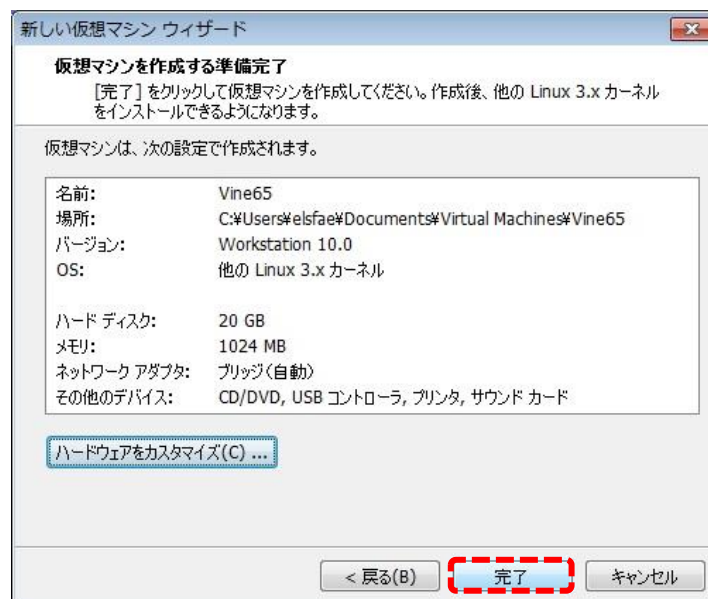 新しい仮想マシン ウィザード
仮想マシンを作成する準備完了
[完了] をクリックして仮想マシンを作成してください。作成後、他の Linux 3.x カーネル
をインストールできるようになります。
仮想マシンは、次の設定で作成されます。
名前: Vine65
場所: C:¥Users¥elsfae¥Documents¥Virtual Machines¥Vine65
バージョン: Workstation 10.0
OS: 他の Linux 3.x カーネル
ハード ディスク: 20 GB
メモリ: 1024 MB
ネットワーク アダプタ: ブリッジ(自動)
その他のデバイス: CD/DVD, USB コントローラ, プリンタ, サウンド カード
ハードウェアをカスタマイズ(C) ...
< 戻る(B) 完了 キャンセル